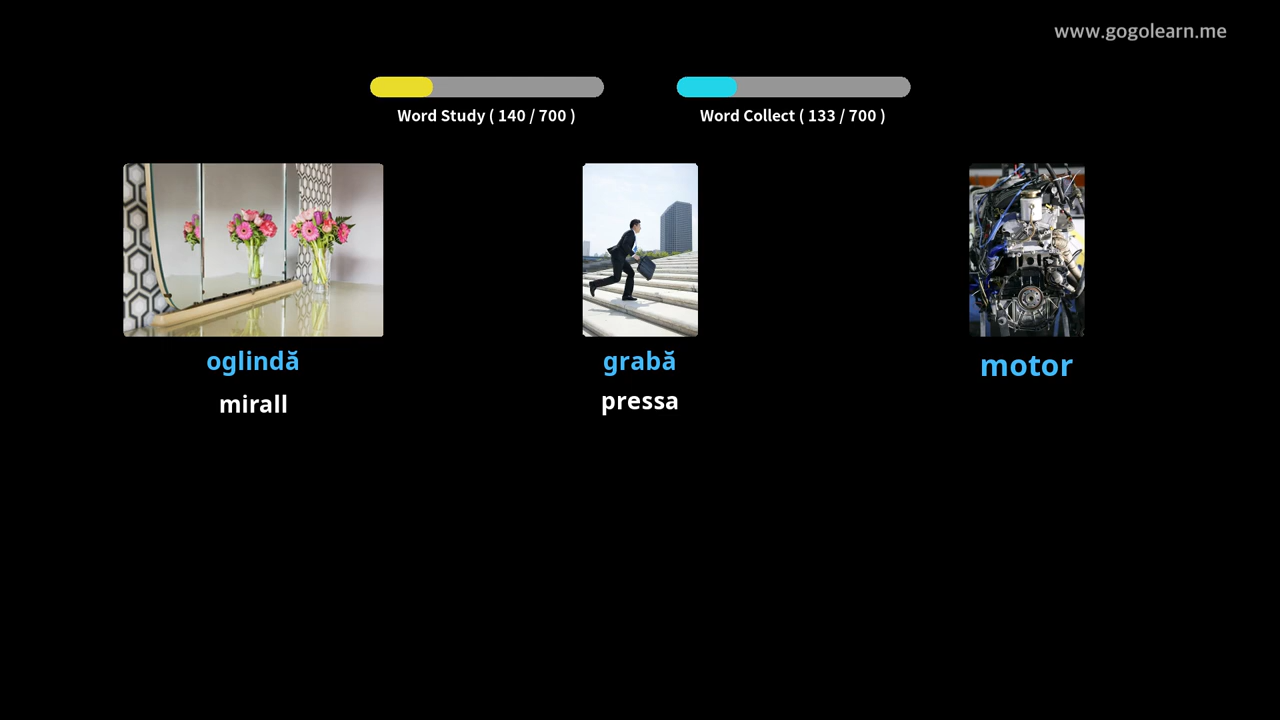 www.gogolearn.me
Word Study ( 140 / 700 )
Word Collect ( 133 / 700 )
oglindă
mirall
grabă
pressa
motor